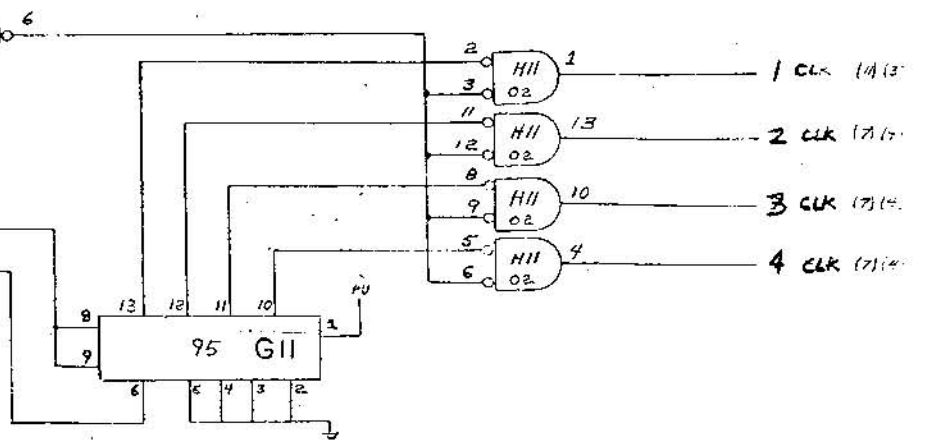 6
2 H11 1 1 CLK
3 02
11 H11 13 2 CLK
12 02
8 H11 10 3 CLK
9 02
5 H11 4 4 CLK
6 02
PU
13 12 11 10
8 1
95 G11
9
6 5 4 3 2